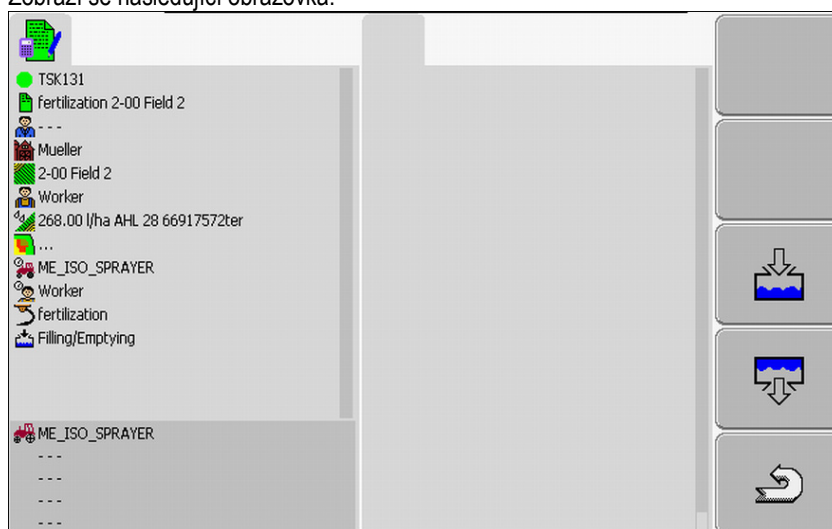 Zobrazí se následující obrazovka:
TSK131
fertilization 2-00 Field 2
---
Mueller
2-00 Field 2
Worker
268.00 l/ha AHL 28 66917572ter
...
ME_ISO_SPRAYER
Worker
fertilization
Filling/Emptying
ME_ISO_SPRAYER
---
---
---
---